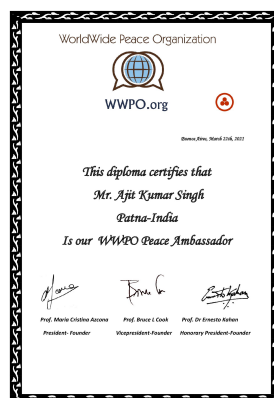 WorldWide Peace Organization
WWPO.org
Buenos Aires, March 25th, 2022
This diploma certifies that
Mr. Ajit Kumar Singh
Patna-India
Is our WWPO Peace Ambassador
Prof. Maria Cristina Azcona Prof. Bruce L Cook Prof. Dr Ernesto Kahan
President- Founder Vicepresident-Founder Honorary President-Founder